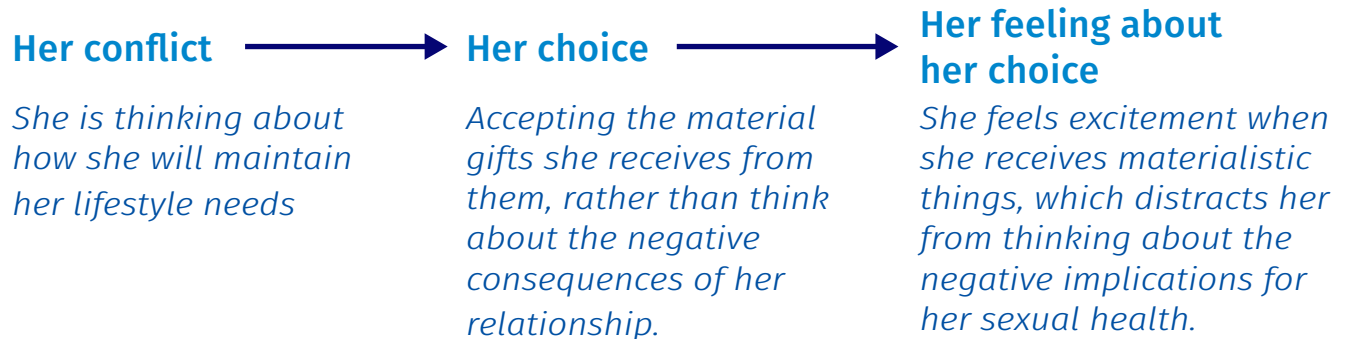 Her conflict
She is thinking about
how she will maintain
her lifestyle needs
Her choice
Accepting the material
gifts she receives from
them, rather than think
about the negative
consequences of her
relationship.
Her feeling about
her choice
She feels excitement when
she receives materialistic
things, which distracts her
from thinking about the
negative implications for
her sexual health.